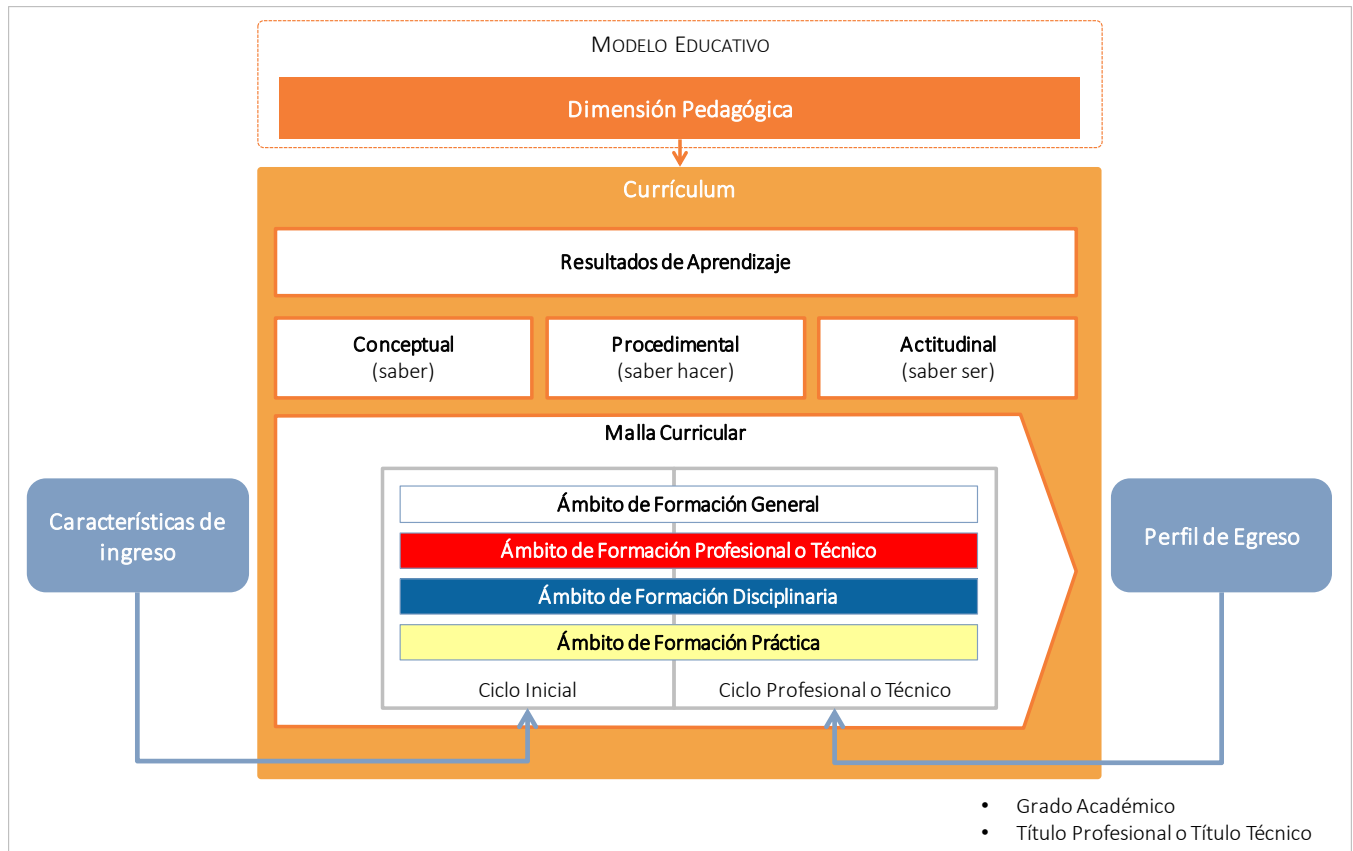 MODELO EDUCATIVO
Dimensión Pedagógica
Currículum
Resultados de Aprendizaje
Conceptual
(saber)
Procedimental
(saber hacer)
Actitudinal
(saber ser)
Malla Curricular
Características de
ingreso
Ámbito de Formación General
Ámbito de Formación Profesional o Técnico
Ámbito de Formación Disciplinaria
Ámbito de Formación Práctica
Ciclo Inicial
Ciclo Profesional o Técnico
Perfil de Egreso
• Grado Académico
• Título Profesional o Título Técnico